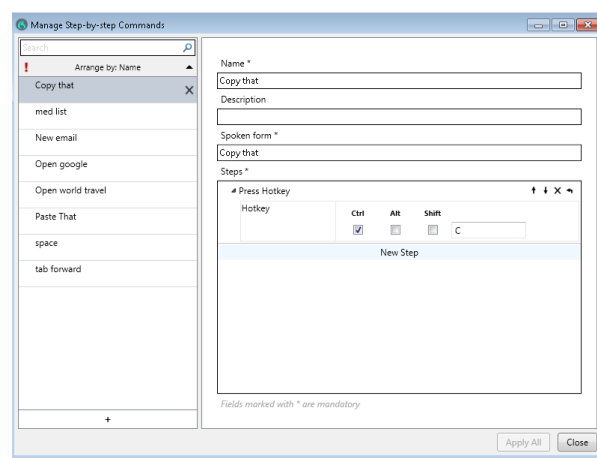 Manage Step-by-step Commands
Search
! Arrange by: Name
Copy that
med list
New email
Open google
Open world travel
Paste That
space
tab forward
+
Name *
Copy that
Description
Spoken form *
Copy that
Steps *
Press Hotkey
Hotkey
Ctrl Alt Shift
C
New Step
Fields marked with * are mandatory
Apply All Close